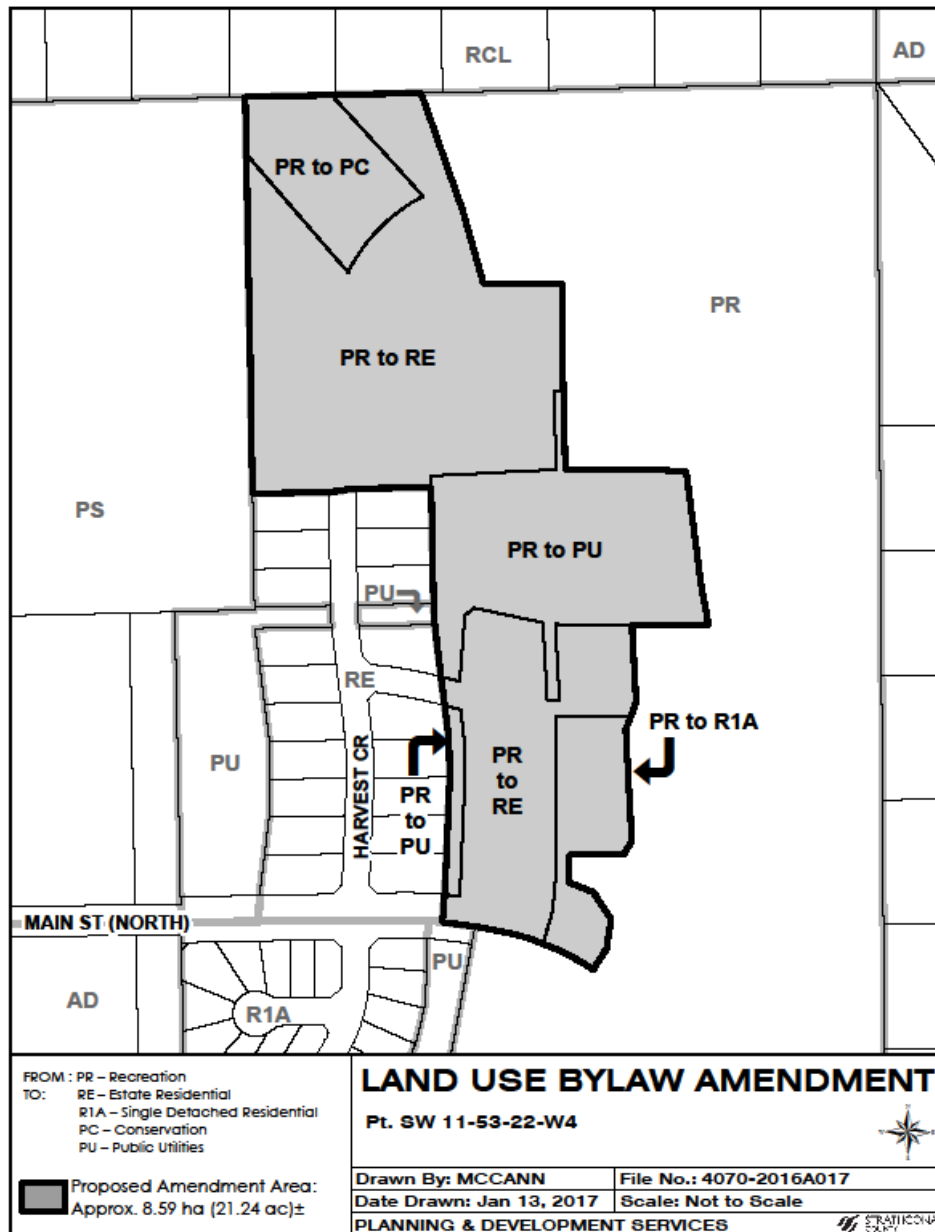 RCL
AD
PR to PC
PR
PR to RE
PS
PR to PU
PU
RE
PR to R1A
PU
HARVEST CR
PR
to
PU
PR
to
RE
MAIN ST (NORTH)
PU
AD
R1A
FROM : PR – Recreation
TO: RE – Estate Residential
R1A – Single Detached Residential
PC – Conservation
PU – Public Utilities
Proposed Amendment Area:
Approx. 8.59 ha (21.24 ac)±
LAND USE BYLAW AMENDMENT
Pt. SW 11-53-22-W4
Drawn By: MCCANN
File No.: 4070-2016A017
Date Drawn: Jan 13, 2017
Scale: Not to Scale
PLANNING & DEVELOPMENT SERVICES
STRATHCONA
COUNTY